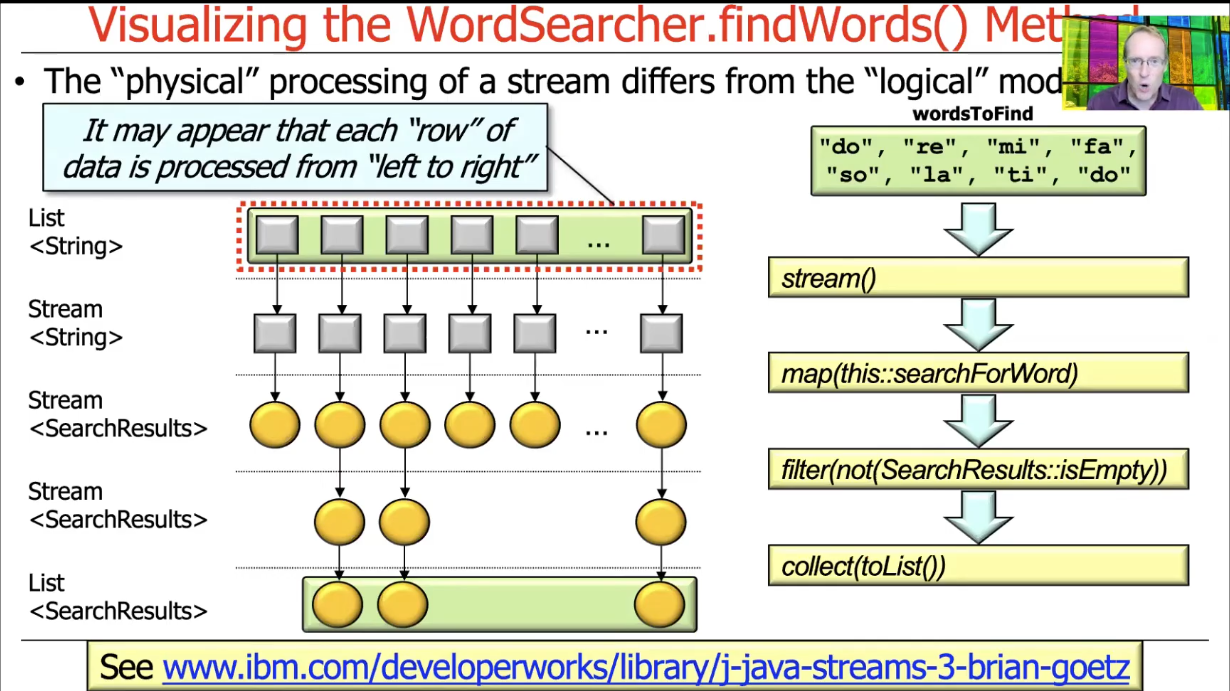 Visualizing the WordSearcher.findWords() Met
• The “physical” processing of a stream differs from the “logical” mod
It may appear that each “row” of
data is processed from “left to right”
wordsToFind
"do", "re", "mi", "fa",
"so", "la", "ti", "do"
List
<String>
...
stream()
Stream
<String>
...
map(this::searchForWord)
Stream
<SearchResults>
...
filter(not(SearchResults::isEmpty))
Stream
<SearchResults>
collect(toList())
List
<SearchResults>
See www.ibm.com/developerworks/library/j-java-streams-3-brian-goetz